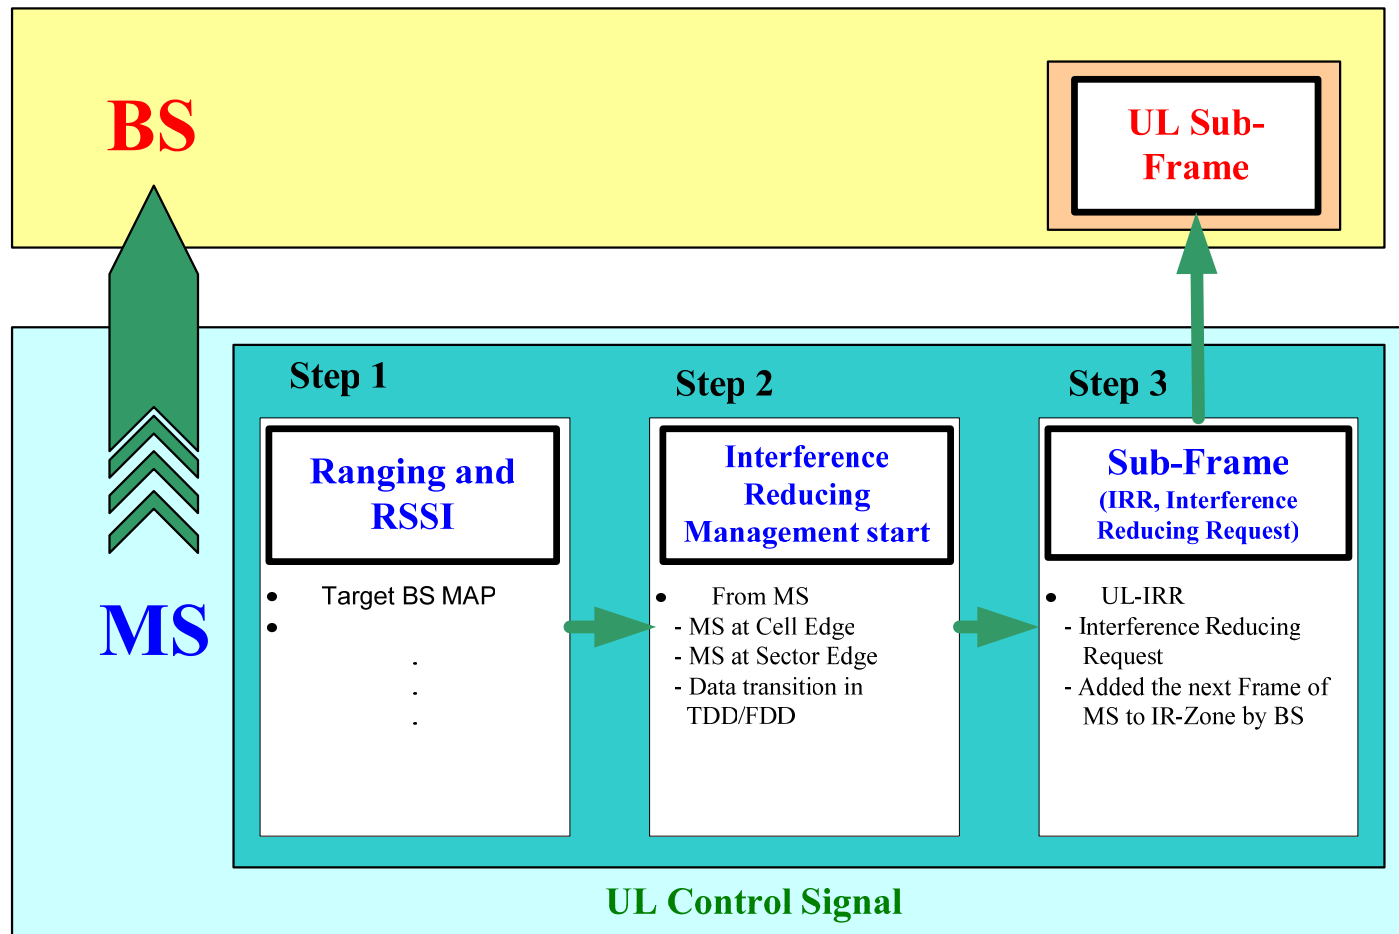 BS
UL Sub-
Frame
MS
Step 1
Ranging and
RSSI
• Target BS MAP
•
.
.
.
Step 2
Interference
Reducing
Management start
• From MS
- MS at Cell Edge
- MS at Sector Edge
- Data transition in
TDD/FDD
Step 3
Sub-Frame
(IRR, Interference
Reducing Request)
• UL-IRR
- Interference Reducing
Request
- Added the next Frame of
MS to IR-Zone by BS
UL Control Signal